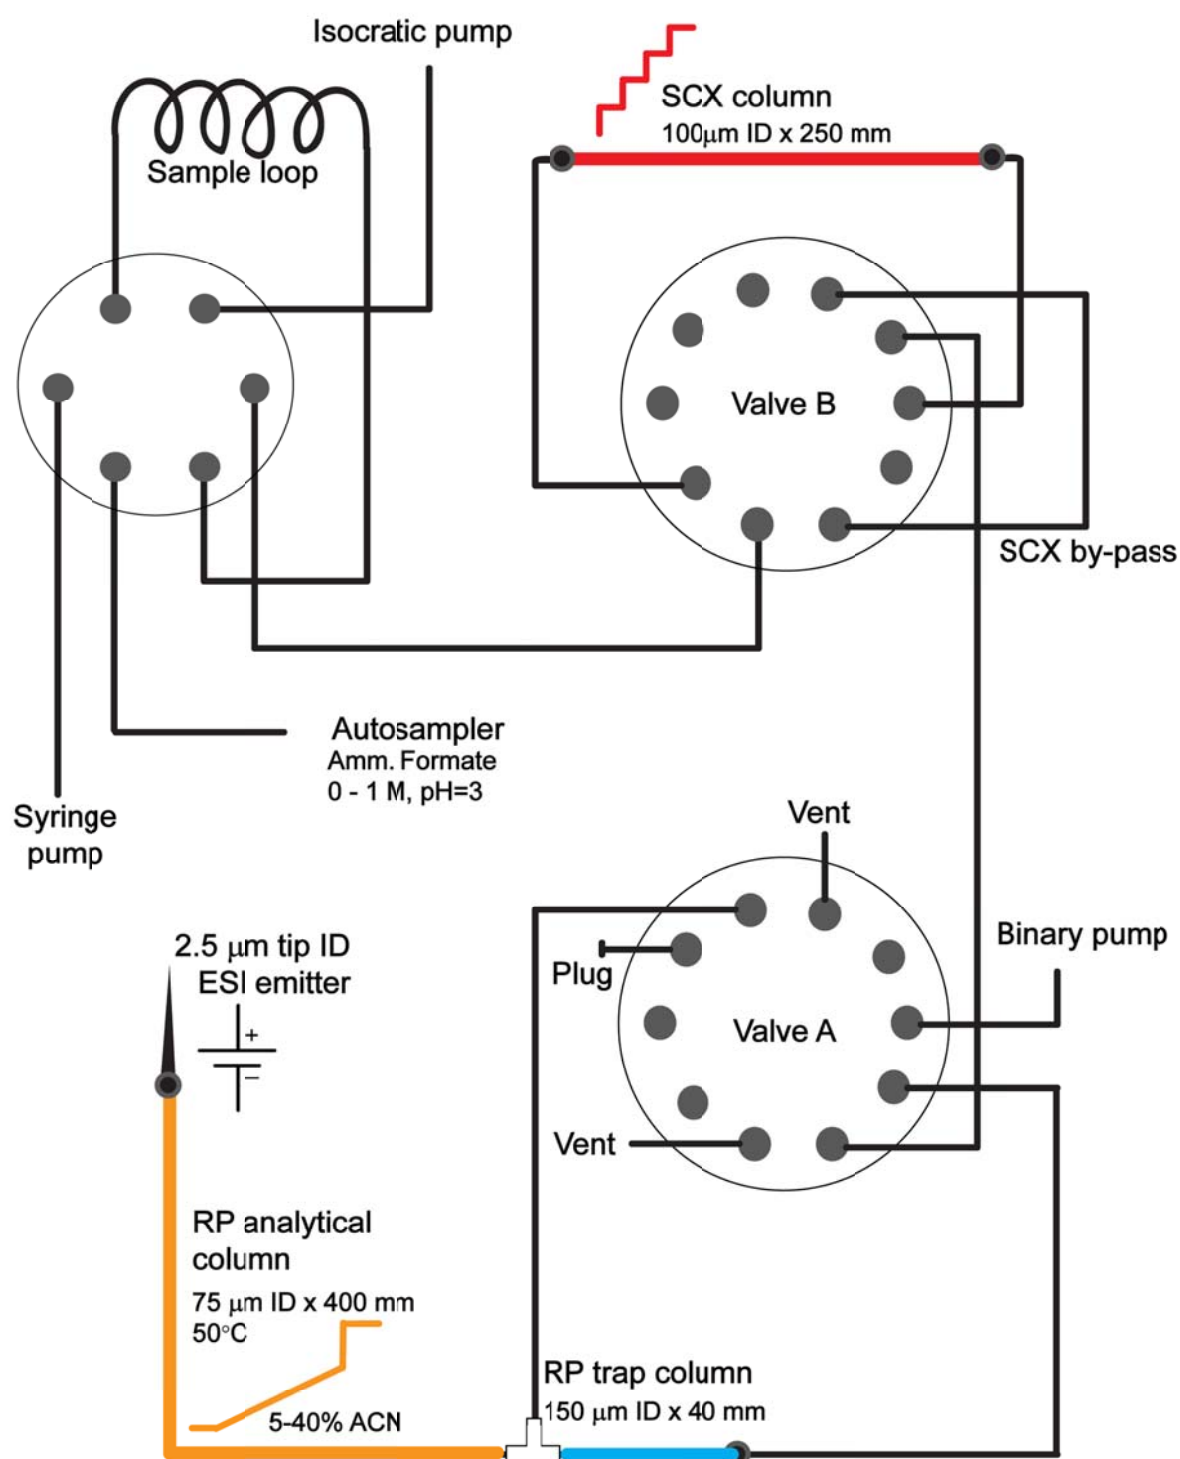 Isocratic pump
Sample loop
SCX column
100μm ID x 250 mm
Valve B
SCX by-pass
Autosampler
Amm. Formate
0 - 1 M, pH=3
Syringe
pump
Vent
Binary pump
2.5 μm tip ID
ESI emitter
+
−
Plug
Valve A
Vent
RP analytical
column
75 μm ID x 400 mm
50°C
5-40% ACN
RP trap column
150 μm ID x 40 mm